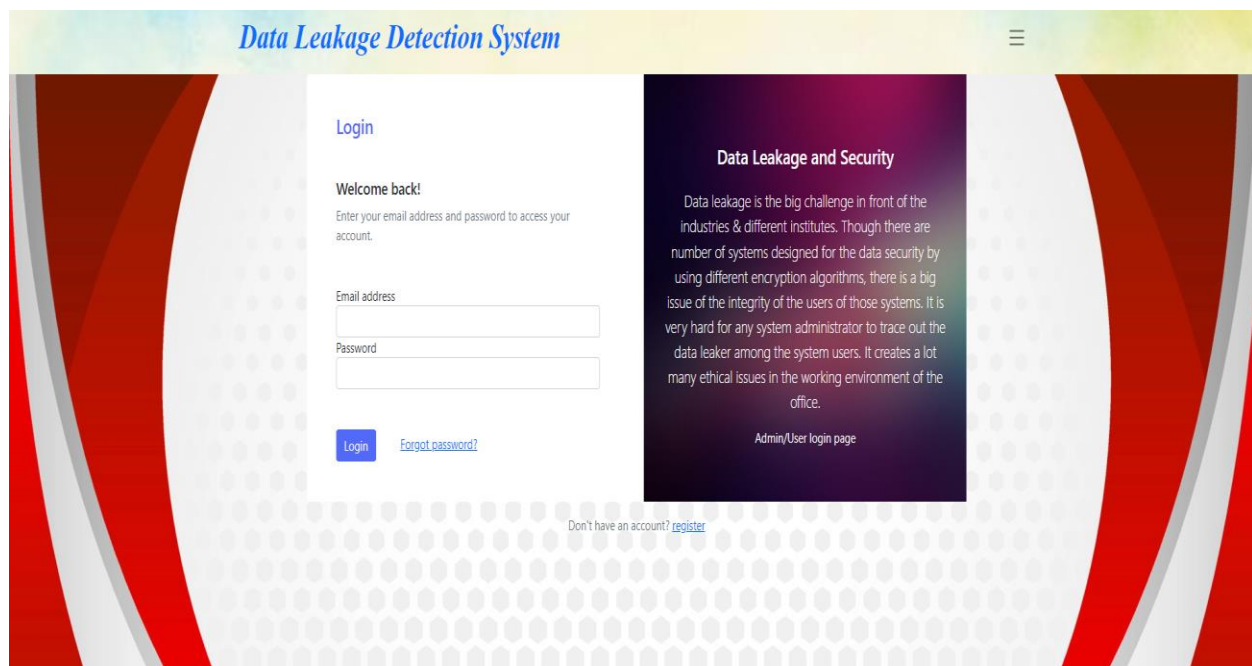 Data Leakage Detection System
Login
Welcome back!
Enter your email address and password to access your
account.
Email address
Password
Login
Forgot password?
Data Leakage and Security
Data leakage is the big challenge in front of the
industries & different institutes. Though there are
number of systems designed for the data security by
using different encryption algorithms, there is a big
issue of the integrity of the users of those systems. It is
very hard for any system administrator to trace out the
data leaker among the system users. It creates a lot
many ethical issues in the working environment of the
office.
Admin/User login page
Don't have an account? register